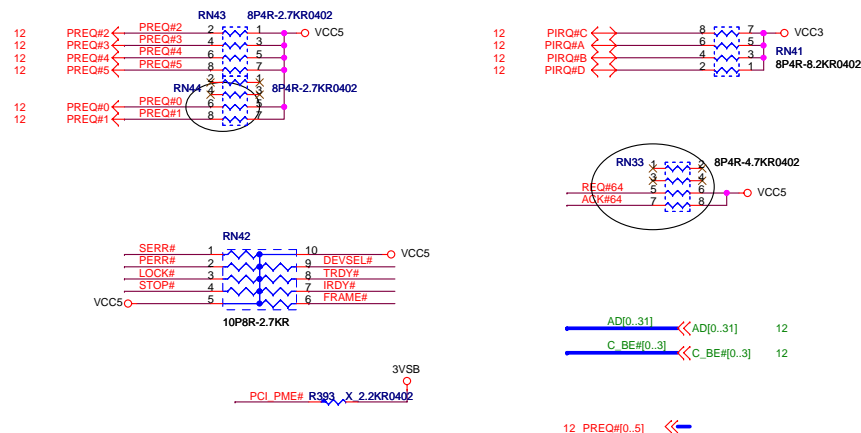 RN43 8P4R-2.7KR0402
12 PREQ#2 PREQ#2 2 1 VCC5
12 PREQ#3 PREQ#3 4 3
12 PREQ#4 PREQ#4 6 5
12 PREQ#5 PREQ#5 8 7
2 1
RN44 4 3 8P4R-2.7KR0402
12 PREQ#0 PREQ#0 6 5
12 PREQ#1 PREQ#1 8 7
12 PIRQ#C 8 7 VCC3
12 PIRQ#A 6 5
12 PIRQ#B 4 3 RN41
12 PIRQ#D 2 1 8P4R-8.2KR0402
RN33 1 2 8P4R-4.7KR0402
3 4
REQ#64 5 6 VCC5
ACK#64 7 8
RN42
SERR# 1 10 VCC5
PERR# 2 9 DEVSEL#
LOCK# 3 8 TRDY#
STOP# 4 7 IRDY#
VCC5 5 6 FRAME#
10P8R-2.7KR
AD[0..31] AD[0..31] 12
C_BE#[0..3] C_BE#[0..3] 12
3VSB
PCI_PME# R393 X_2.2KR0402
12 PREQ#[0..5]